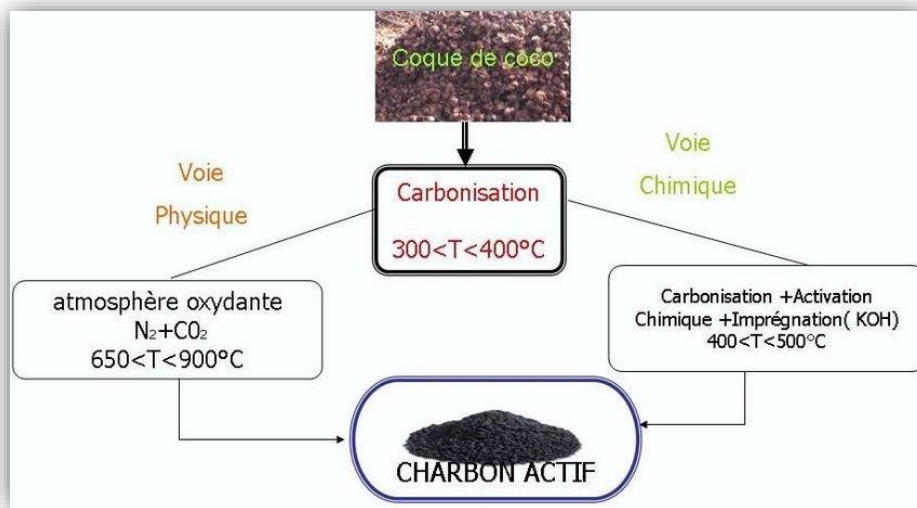 Coque de coco
Voie
Physique
Voie
Chimique
Carbonisation
300<T<400°C
atmosphère oxydante
N₂+CO₂
650<T<900°C
Carbonisation +Activation
Chimique +Imprégnation( KOH)
400<T<500°C
CHARBON ACTIF